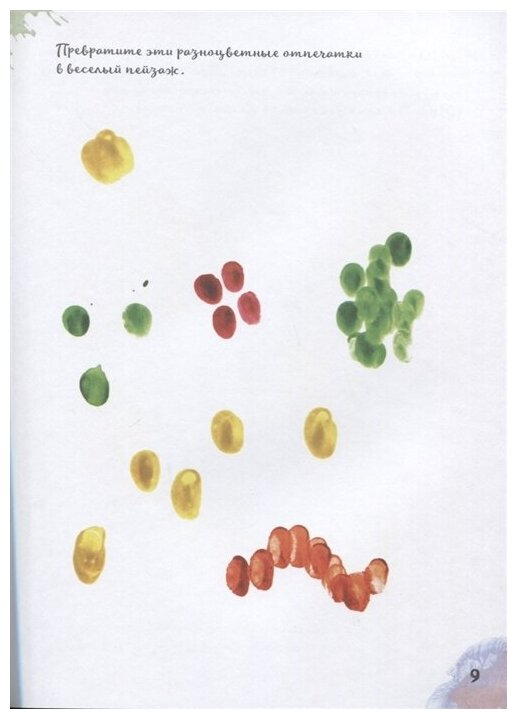 Превратите эти разноцветные отпечатки
в веселый пейзаж.
9